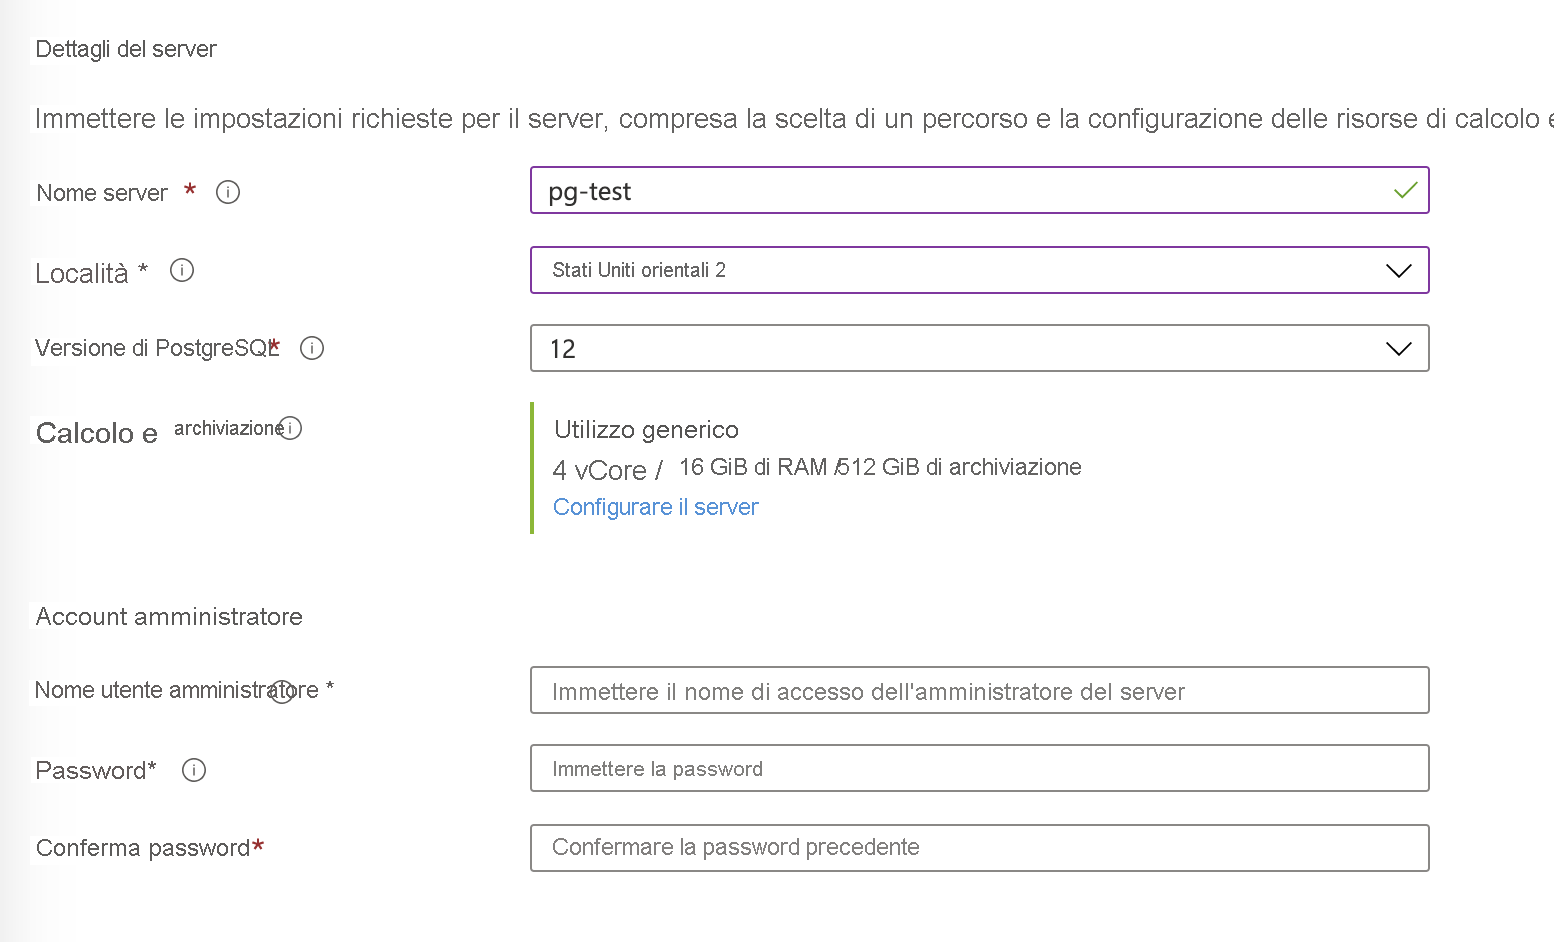 Dettagli del server
Immettere le impostazioni richieste per il server, compresa la scelta di un percorso e la configurazione delle risorse di calcolo e
Nome server *
pg-test
Località *
Stati Uniti orientali 2
Versione di PostgreSQL *
12
Calcolo e archiviazione
Utilizzo generico
4 vCore / 16 GiB di RAM /512 GiB di archiviazione
Configurare il server
Account amministratore
Nome utente amministratore *
Immettere il nome di accesso dell'amministratore del server
Password*
Immettere la password
Conferma password*
Confermare la password precedente